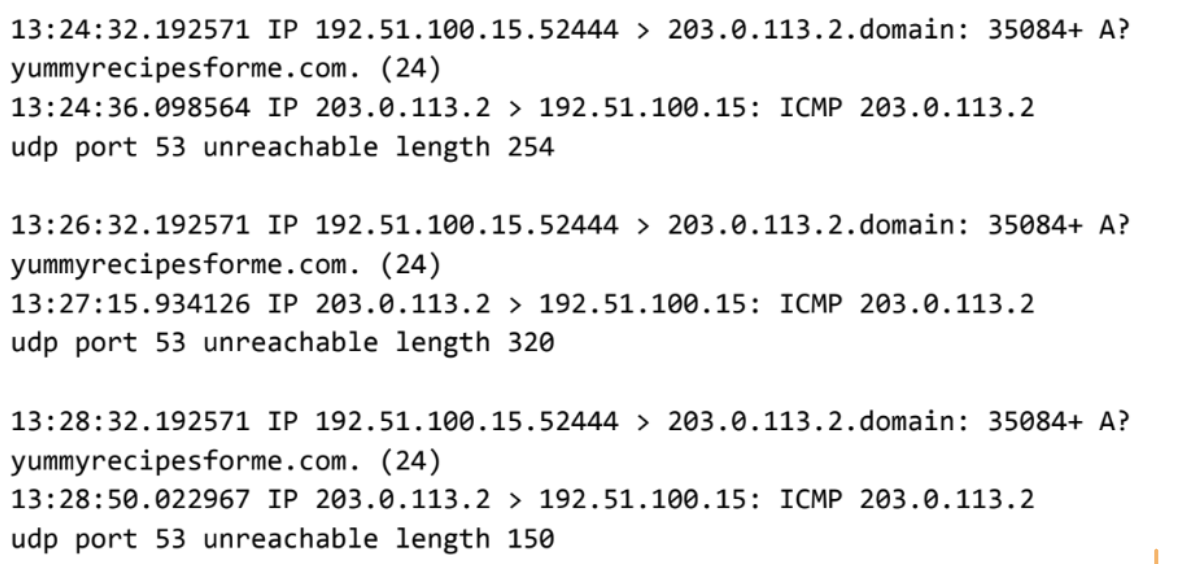 13:24:32.192571 IP 192.51.100.15.52444 > 203.0.113.2.domain: 35084+ A?
yummyrecipesforme.com. (24)
13:24:36.098564 IP 203.0.113.2 > 192.51.100.15: ICMP 203.0.113.2
udp port 53 unreachable length 254
13:26:32.192571 IP 192.51.100.15.52444 > 203.0.113.2.domain: 35084+ A?
yummyrecipesforme.com. (24)
13:27:15.934126 IP 203.0.113.2 > 192.51.100.15: ICMP 203.0.113.2
udp port 53 unreachable length 320
13:28:32.192571 IP 192.51.100.15.52444 > 203.0.113.2.domain: 35084+ A?
yummyrecipesforme.com. (24)
13:28:50.022967 IP 203.0.113.2 > 192.51.100.15: ICMP 203.0.113.2
udp port 53 unreachable length 150